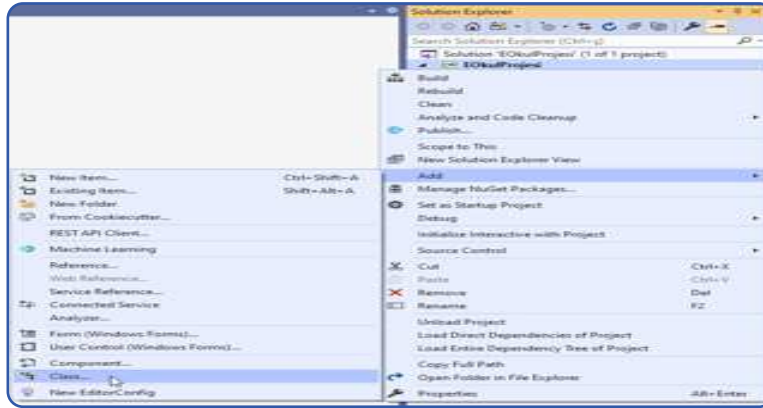 Solution Explorer
Search Solution Explorer (Ctrl+ş)
Solution 'EOkulProjesi' (1 of 1 project)
EOkulProjesi
Build
Rebuild
Clean
Analyze and Code Cleanup
Publish...
Scope to This
New Solution Explorer View
Add
Manage NuGet Packages...
Set as Startup Project
Debug
Initialize Interactive with Project
Source Control
Cut Ctrl+X
Paste Ctrl+V
Remove Del
Rename F2
Unload Project
Load Direct Dependencies of Project
Load Entire Dependency Tree of Project
Copy Full Path
Open Folder in File Explorer
Properties Alt+Enter
New Item... Ctrl+Shift+A
Existing Item... Shift+Alt+A
New Folder
From Cookiecutter...
REST API Client...
Machine Learning
Reference...
Web Reference...
Service Reference...
Connected Service
Analyzer...
Form (Windows Forms)...
User Control (Windows Forms)...
Component...
Class...
New EditorConfig